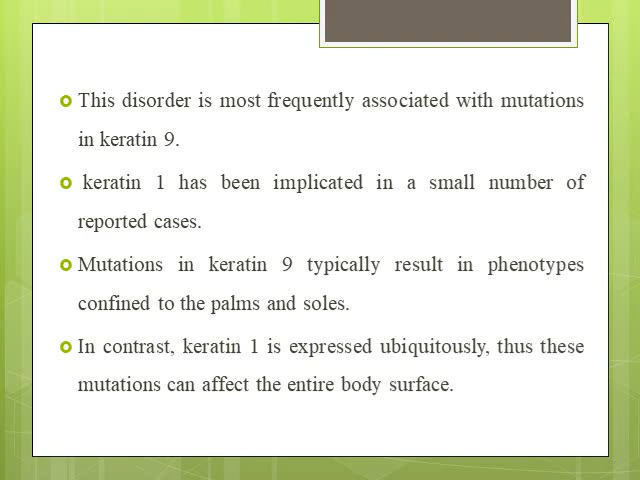 This disorder is most frequently associated with mutations
in keratin 9.
keratin 1 has been implicated in a small number of
reported cases.
Mutations in keratin 9 typically result in phenotypes
confined to the palms and soles.
In contrast, keratin 1 is expressed ubiquitously, thus these
mutations can affect the entire body surface.